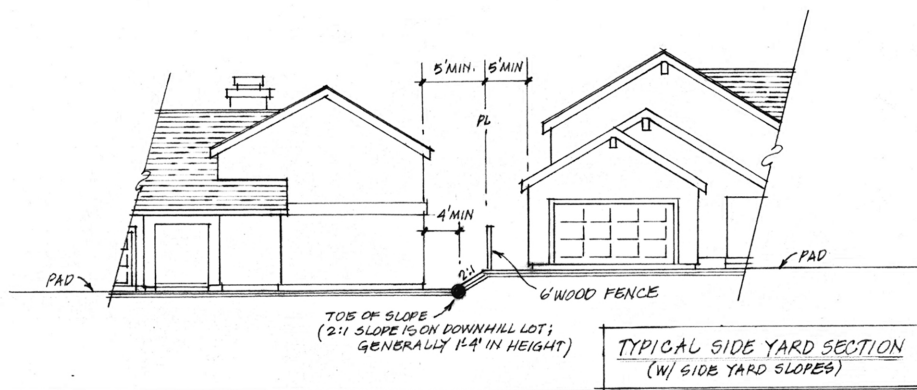 5'MIN. 5'MIN
PL
4'MIN
2:1
PAD
PAD
6' WOOD FENCE
TOE OF SLOPE
(2:1 SLOPE IS ON DOWNHILL LOT;
GENERALLY 1'-4' IN HEIGHT)
TYPICAL SIDE YARD SECTION
(W/ SIDE YARD SLOPES)